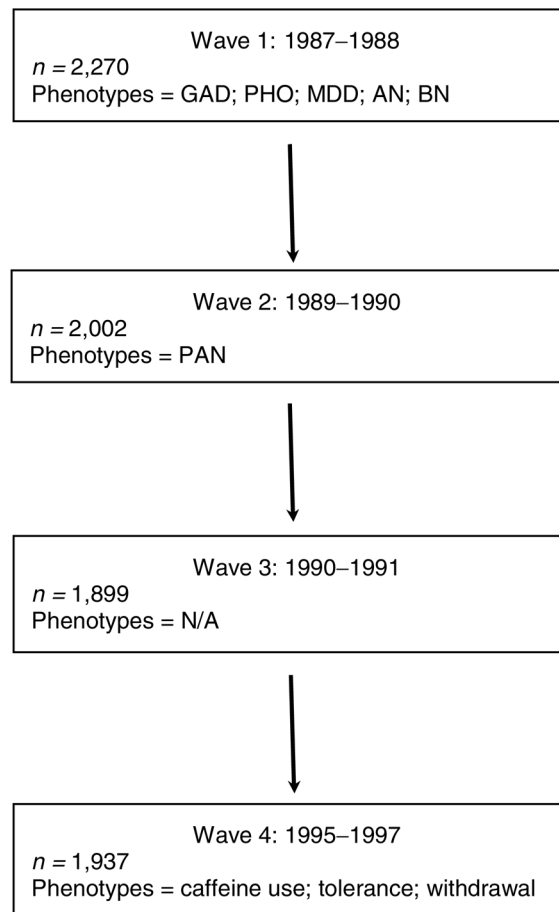 Wave 1: 1987–1988
n = 2,270
Phenotypes = GAD; PHO; MDD; AN; BN
Wave 2: 1989–1990
n = 2,002
Phenotypes = PAN
Wave 3: 1990–1991
n = 1,899
Phenotypes = N/A
Wave 4: 1995–1997
n = 1,937
Phenotypes = caffeine use; tolerance; withdrawal